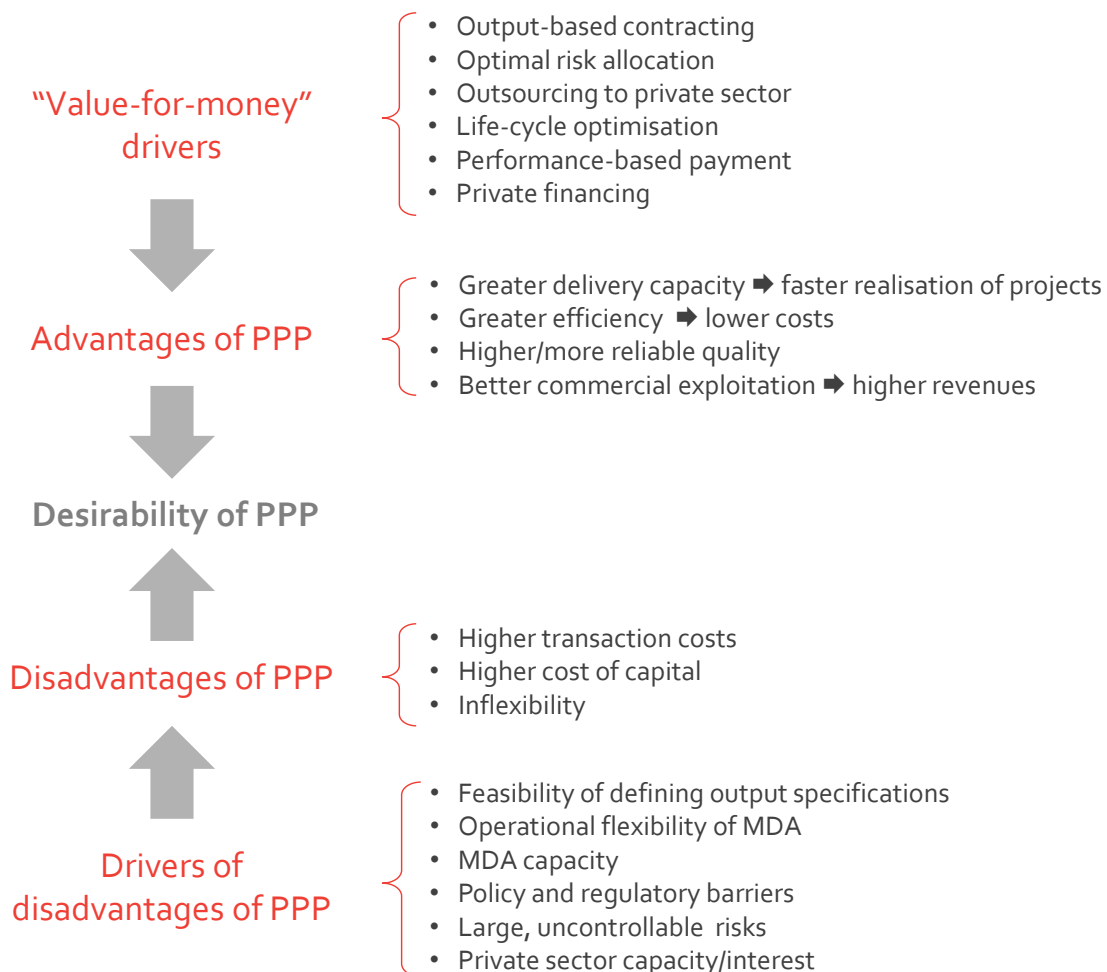 “Value-for-money”
drivers
• Output-based contracting
• Optimal risk allocation
• Outsourcing to private sector
• Life-cycle optimisation
• Performance-based payment
• Private financing
Advantages of PPP
• Greater delivery capacity 🡆 faster realisation of projects
• Greater efficiency 🡆 lower costs
• Higher/more reliable quality
• Better commercial exploitation 🡆 higher revenues
Desirability of PPP
Disadvantages of PPP
• Higher transaction costs
• Higher cost of capital
• Inflexibility
Drivers of
disadvantages of PPP
• Feasibility of defining output specifications
• Operational flexibility of MDA
• MDA capacity
• Policy and regulatory barriers
• Large, uncontrollable risks
• Private sector capacity/interest